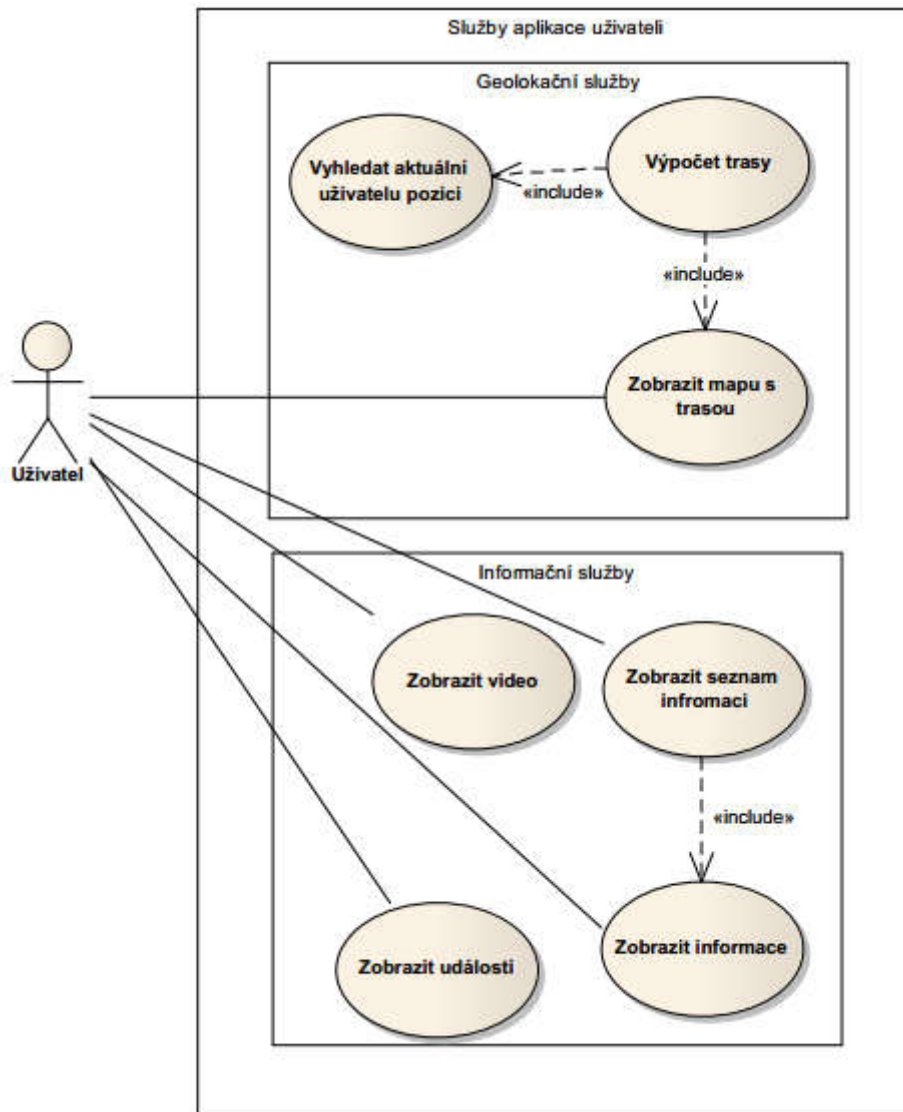 Služby aplikace uživateli
Geolokační služby
Vyhledat aktuální
uživatelu pozici
Výpočet trasy
«include»
«include»
Zobrazit mapu s
trasou
Uživatel
Informační služby
Zobrazit video
Zobrazit seznam
infromací
«include»
Zobrazit události
Zobrazit informace